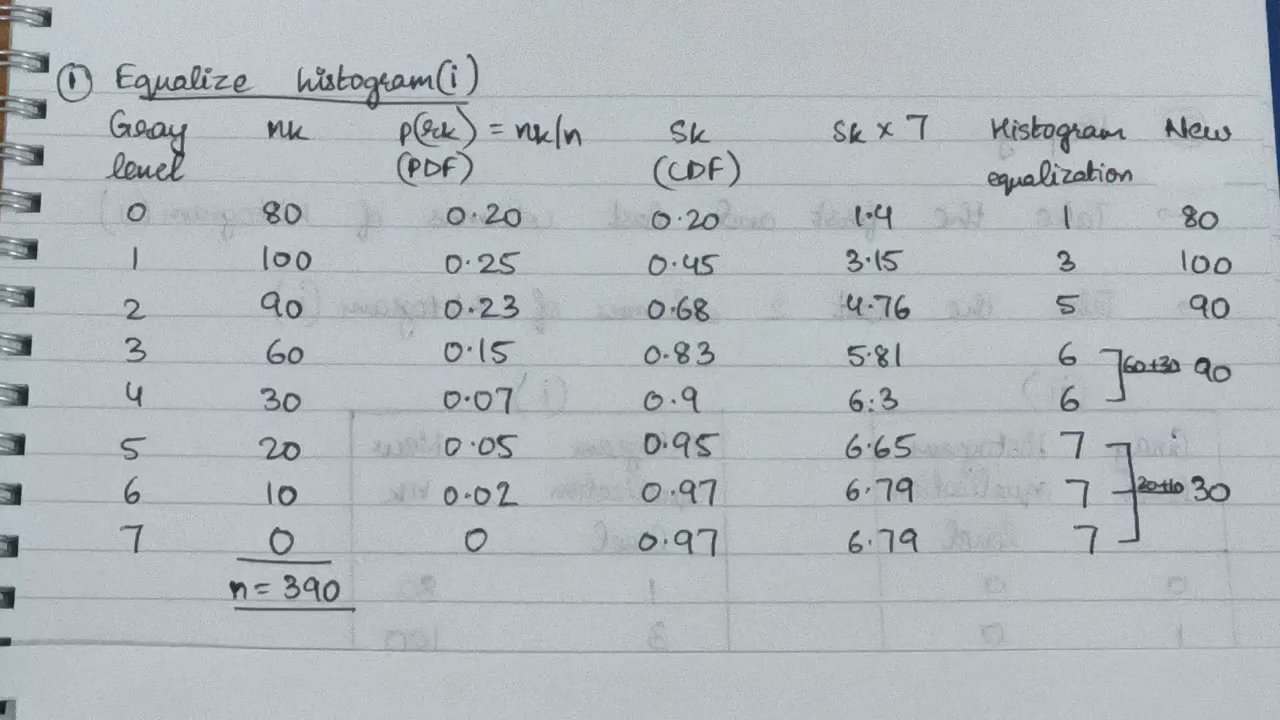 ① Equalize histogram(i)
Gray level nk p(rk) = nk/n (PDF) Sk (CDF) Sk × 7 Histogram equalization New
0 80 0.20 0.20 1.4 1 80
1 100 0.25 0.45 3.15 3 100
2 90 0.23 0.68 4.76 5 90
3 60 0.15 0.83 5.81 6
60+30 90
4 30 0.07 0.9 6.3 6
5 20 0.05 0.95 6.65 7
6 10 0.02 0.97 6.79 7 20+10 30
7 0 0 0.97 6.79 7
n = 390